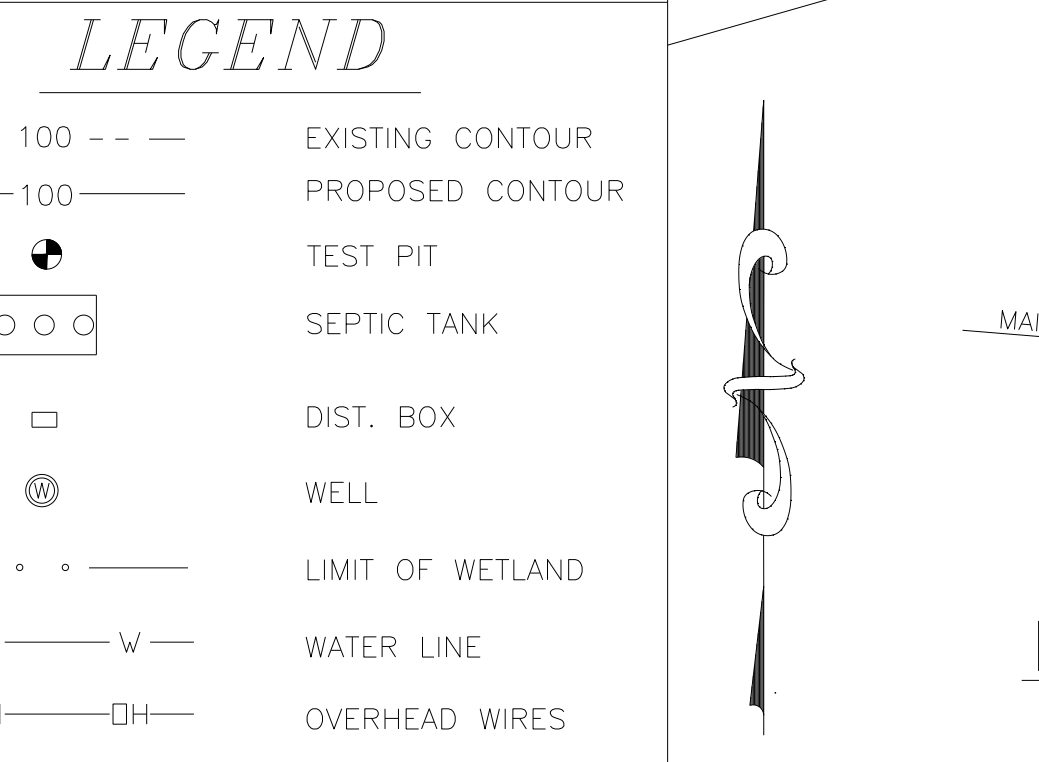 LEGEND
100 EXISTING CONTOUR
100 PROPOSED CONTOUR
TEST PIT
SEPTIC TANK
DIST. BOX
W WELL
LIMIT OF WETLAND
W WATER LINE
OH OVERHEAD WIRES